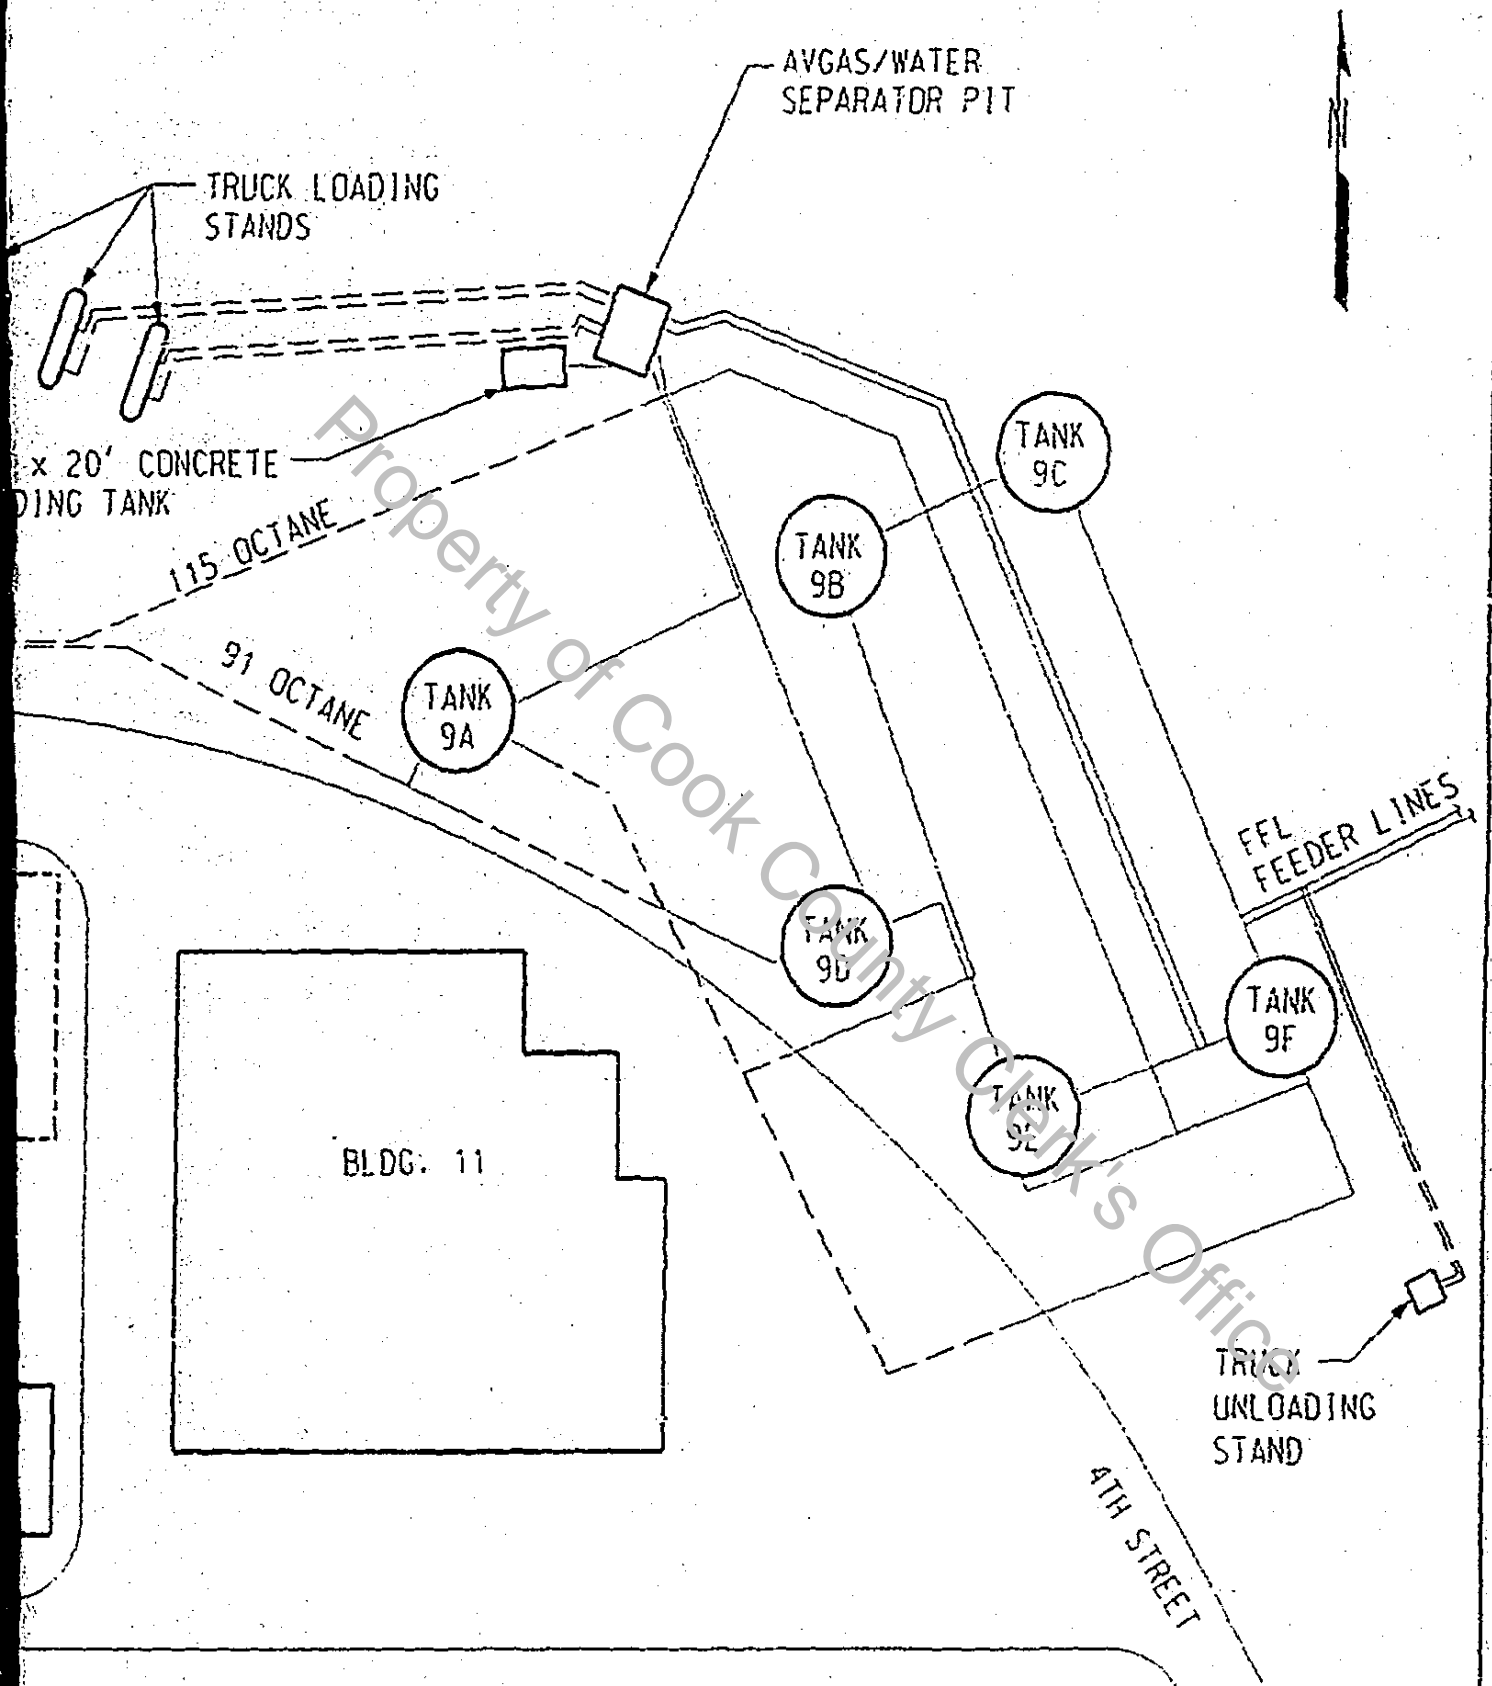 AVGAS/WATER
SEPARATOR PIT
N
TRUCK LOADING
STANDS
x 20' CONCRETE
DING TANK
115 OCTANE
91 OCTANE
TANK
9C
TANK
9B
TANK
9A
FFL
FEEDER LINES
TANK
9D
TANK
9F
TANK
9E
BLDG. 11
TRUCK
UNLOADING
STAND
4TH STREET
Property of Cook County Clerk's Office